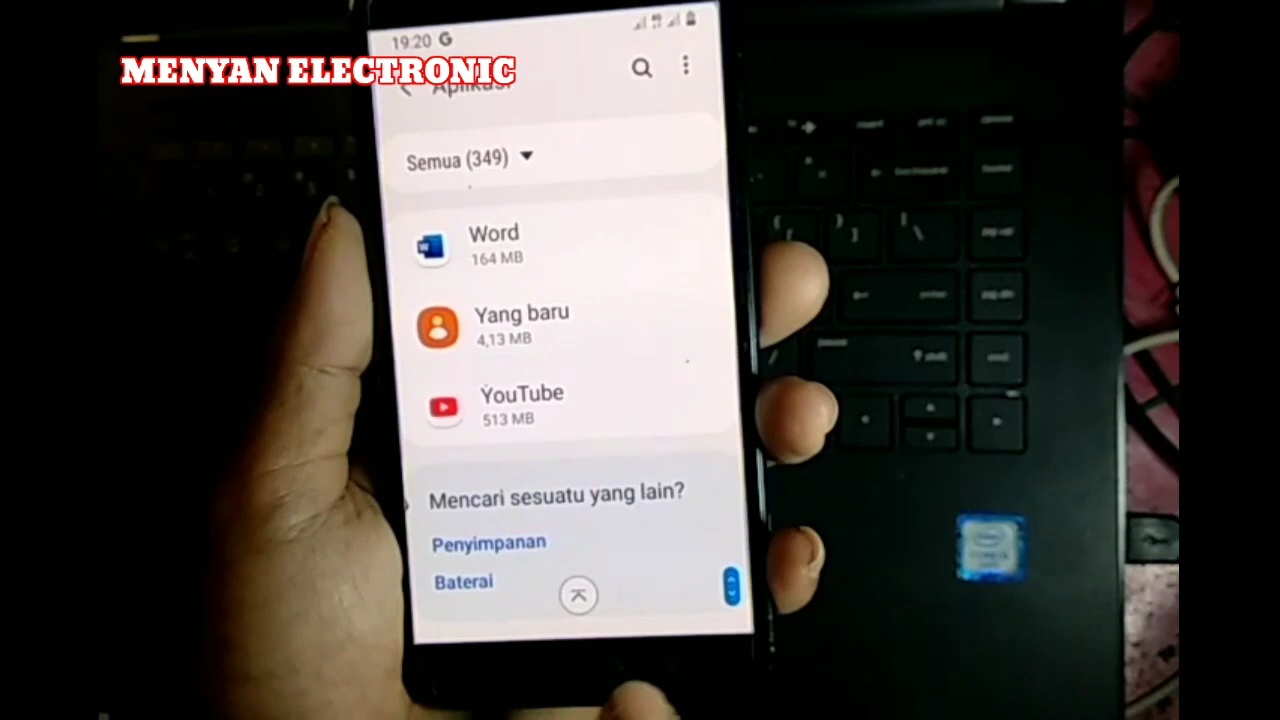 19:20 G
MENYAN ELECTRONIC
Aplikasi
Semua (349)
Word
164 MB
Yang baru
4,13 MB
YouTube
513 MB
Mencari sesuatu yang lain?
Penyimpanan
Baterai